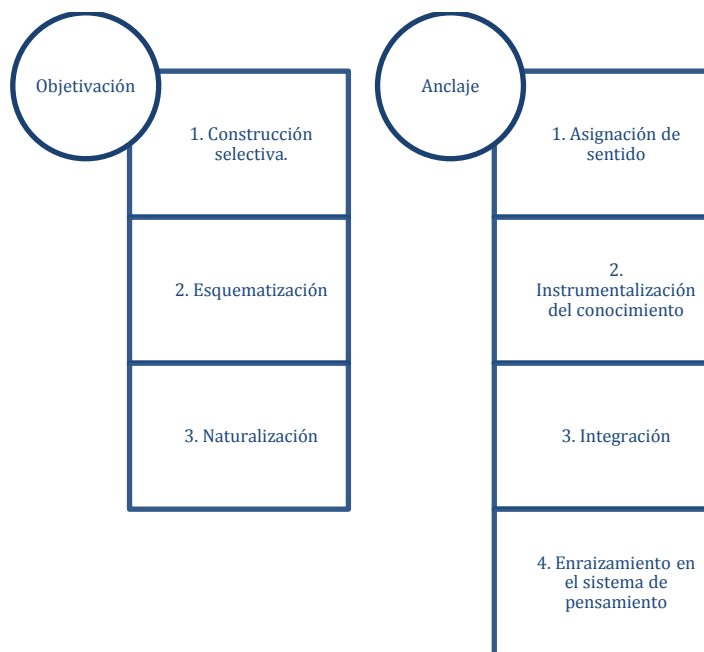 Objetivación
1. Construcción
selectiva.
2. Esquematización
3. Naturalización
Anclaje
1. Asignación de
sentido
2.
Instrumentalización
del conocimiento
3. Integración
4. Enraizamiento en
el sistema de
pensamiento